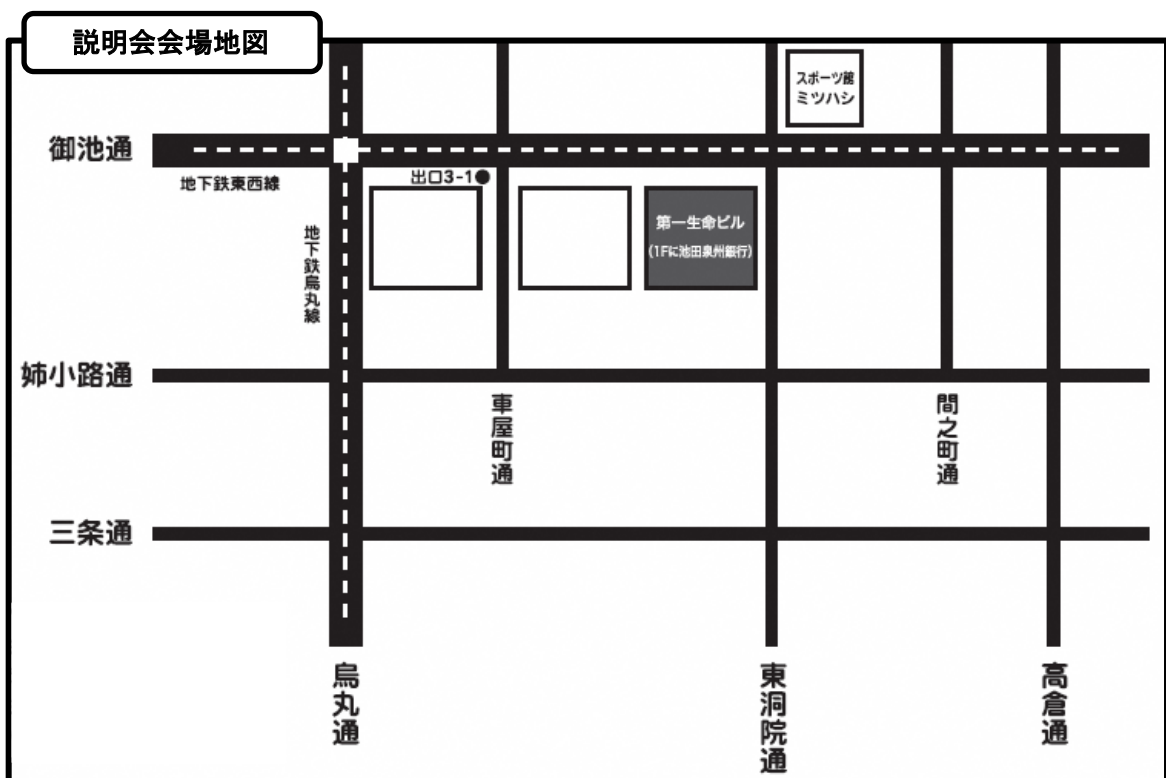 説明会会場地図
スポーツ館
ミツハシ
御池通
出口3-1
地下鉄東西線
第一生命ビル
(1Fに池田泉州銀行)
地下鉄烏丸線
姉小路通
車屋町通
間之町通
三条通
烏丸通
東洞院通
高倉通